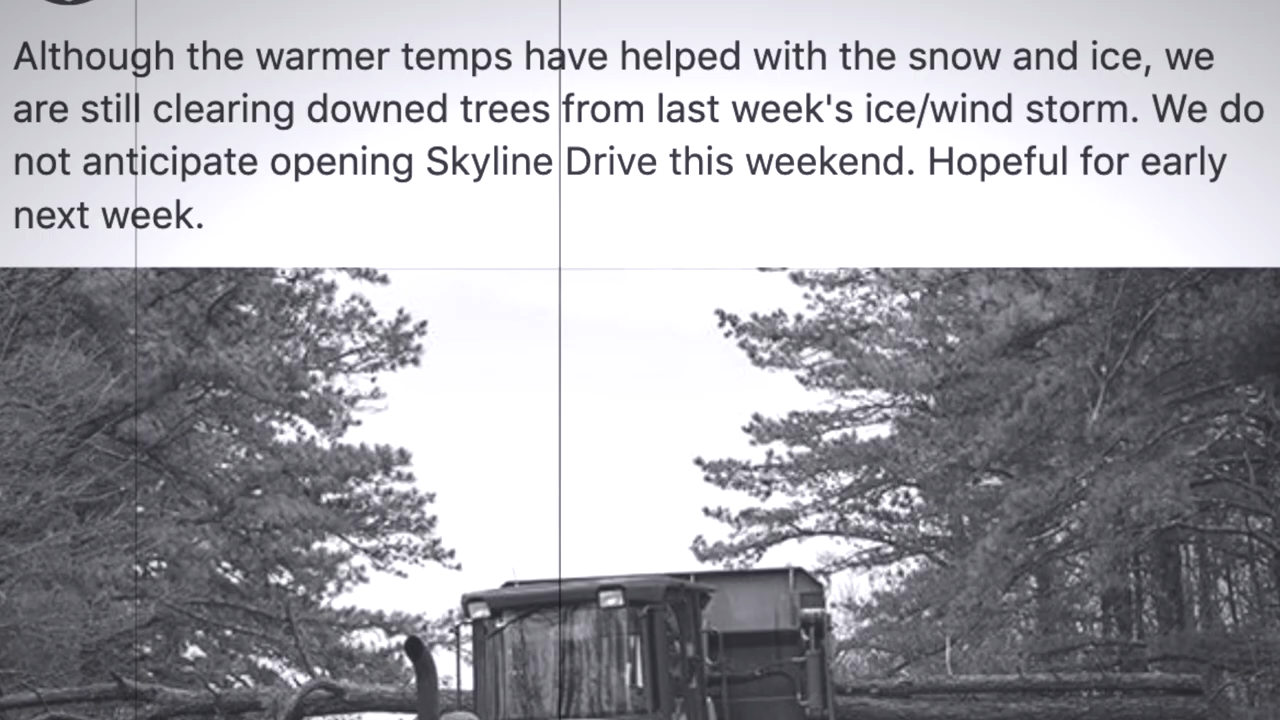 Although the warmer temps have helped with the snow and ice, we
are still clearing downed trees from last week's ice/wind storm. We do
not anticipate opening Skyline Drive this weekend. Hopeful for early
next week.